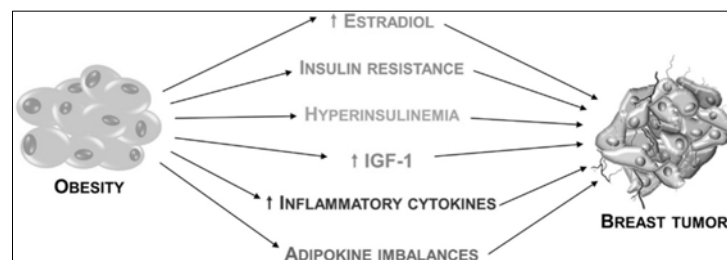 ↑ ESTRADIOL
INSULIN RESISTANCE
HYPERINSULINEMIA
↑ IGF-1
OBESITY
↑ INFLAMMATORY CYTOKINES
BREAST TUMOR
ADIPOKINE IMBALANCES